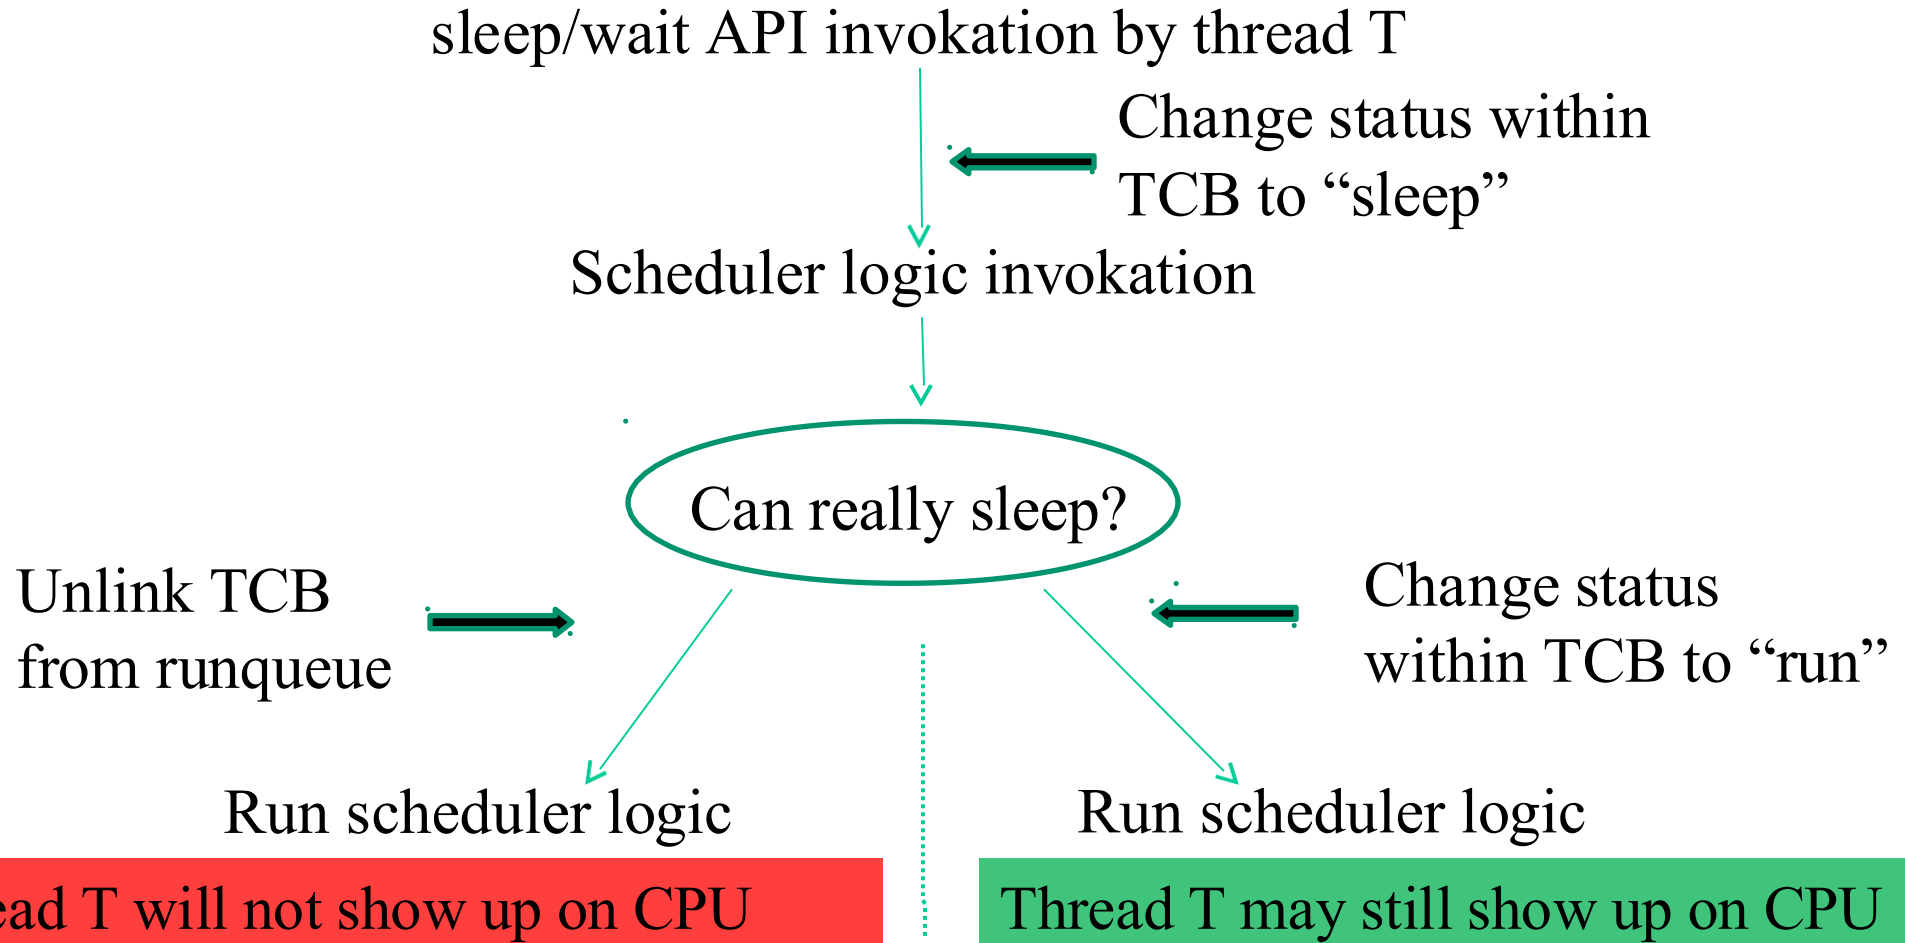 sleep/wait API invokation by thread T
Change status within
TCB to “sleep”
Scheduler logic invokation
Can really sleep?
Unlink TCB
from runqueue
Change status
within TCB to “run”
Run scheduler logic
Run scheduler logic
ead T will not show up on CPU
Thread T may still show up on CPU